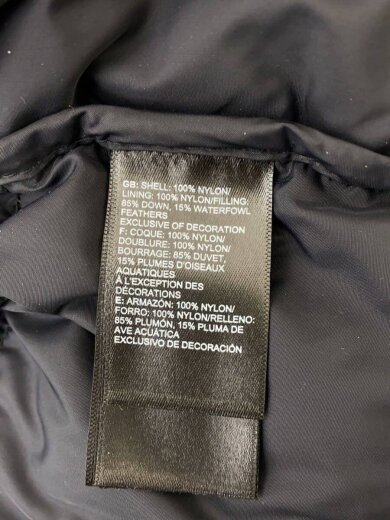 GB: SHELL: 100% NYLON/
LINING: 100% NYLON/FILLING:
85% DOWN, 15% WATERFOWL
FEATHERS
EXCLUSIVE OF DECORATION
F: COQUE: 100% NYLON/
DOUBLURE: 100% NYLON/
BOURRAGE: 85% DUVET,
15% PLUMES D'OISEAUX
AQUATIQUES
À L'EXCEPTION DES
DÉCORATIONS
E: ARMAZÓN: 100% NYLON/
FORRO: 100% NYLON/RELLENO:
85% PLUMÓN, 15% PLUMA DE
AVE ACUÁTICA
EXCLUSIVO DE DECORACIÓN